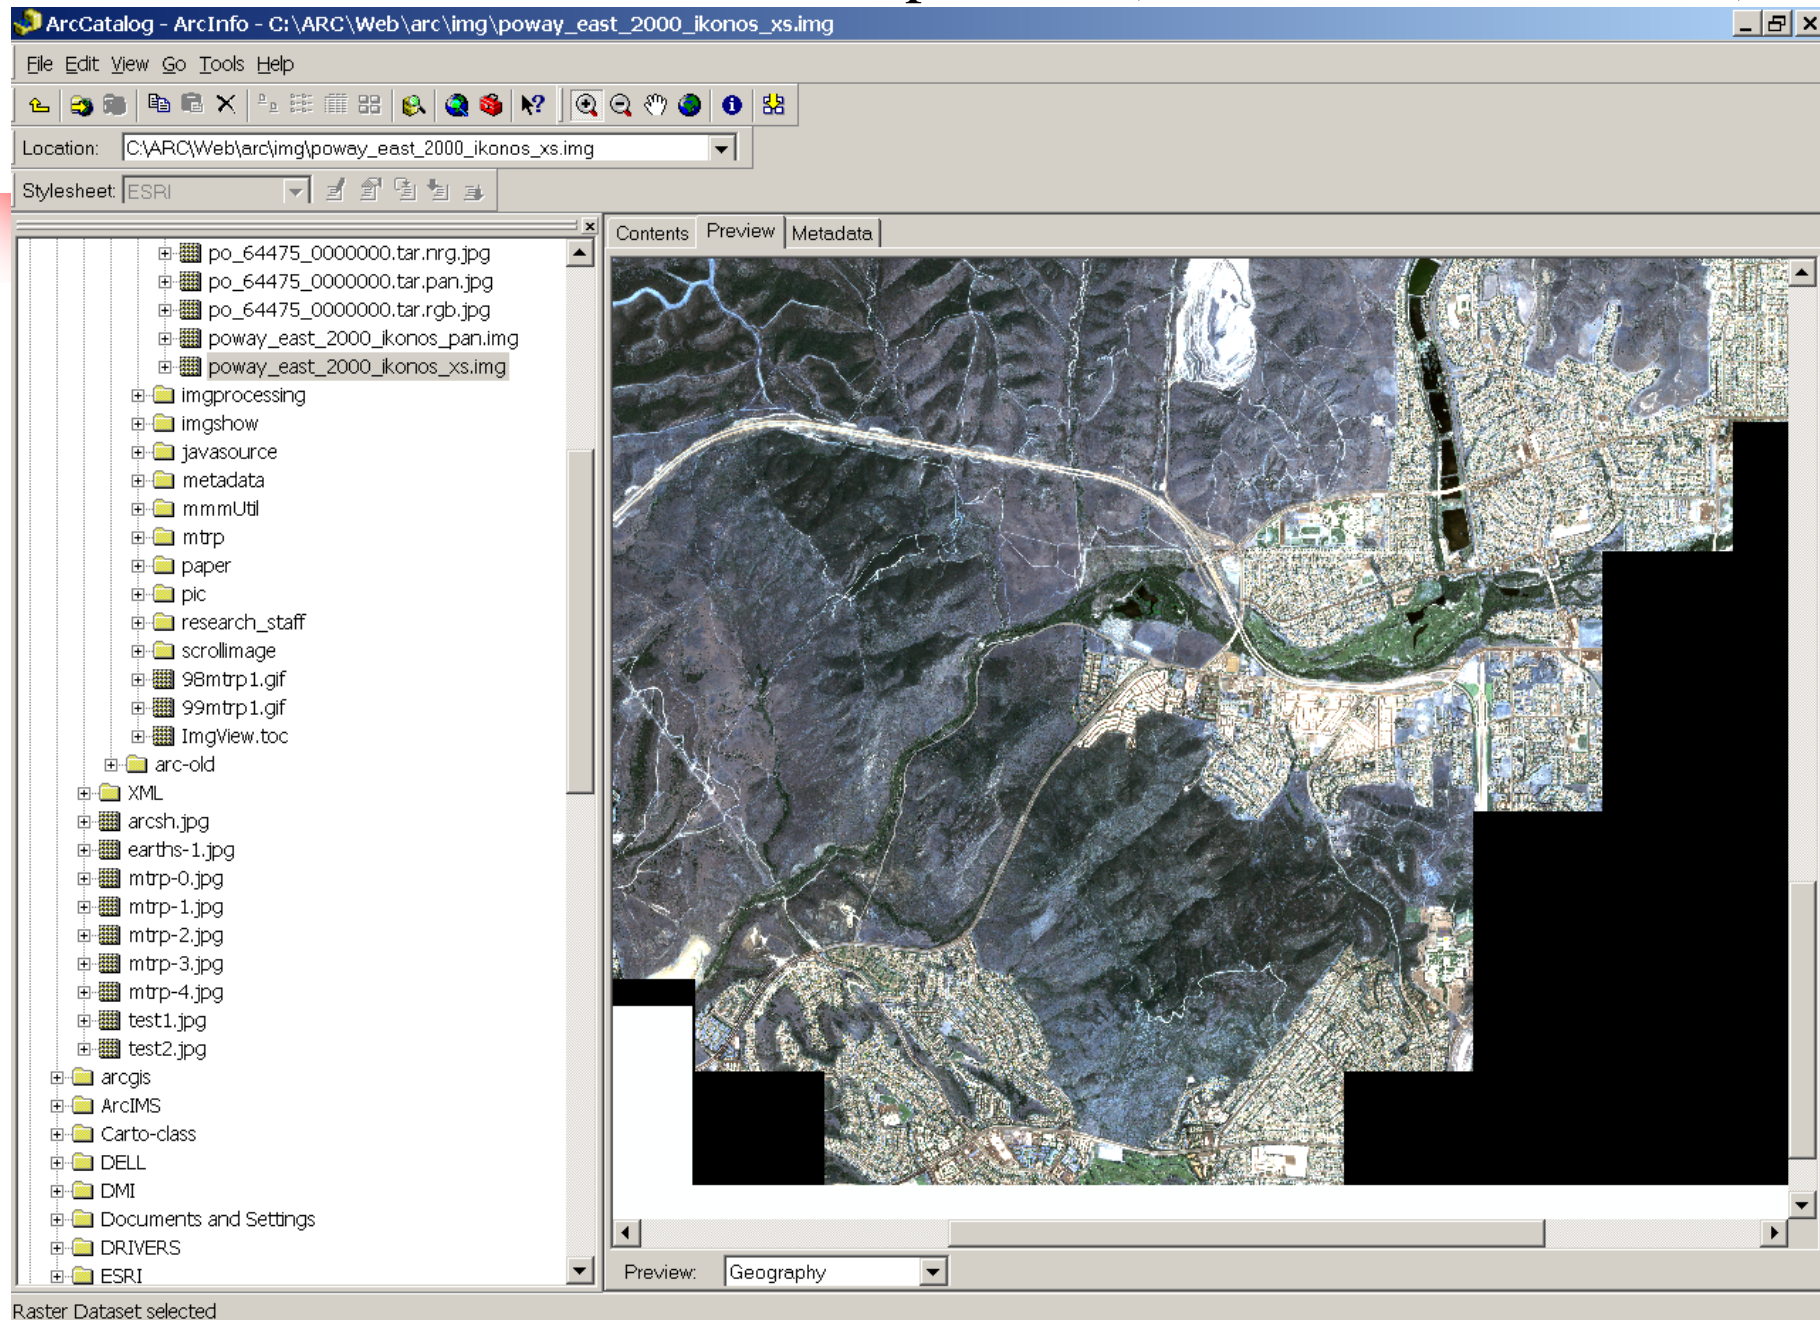 ArcCatalog - ArcInfo - C:\ARC\Web\arc\img\poway_east_2000_ikonos_xs.img
File Edit View Go Tools Help
Location: C:\ARC\Web\arc\img\poway_east_2000_ikonos_xs.img
Stylesheet: ESRI
Contents Preview Metadata
po_64475_0000000.tar.nrg.jpg
po_64475_0000000.tar.pan.jpg
po_64475_0000000.tar.rgb.jpg
poway_east_2000_ikonos_pan.img
poway_east_2000_ikonos_xs.img
imgprocessing
imgshow
javasource
metadata
mmmUtil
mtrp
paper
pic
research_staff
scrollimage
98mtrp1.gif
99mtrp1.gif
ImgView.toc
arc-old
XML
arcsh.jpg
earths-1.jpg
mtrp-0.jpg
mtrp-1.jpg
mtrp-2.jpg
mtrp-3.jpg
mtrp-4.jpg
test1.jpg
test2.jpg
arcgis
ArcIMS
Carto-class
DELL
DMI
Documents and Settings
DRIVERS
ESRI
Preview: Geography
Raster Dataset selected